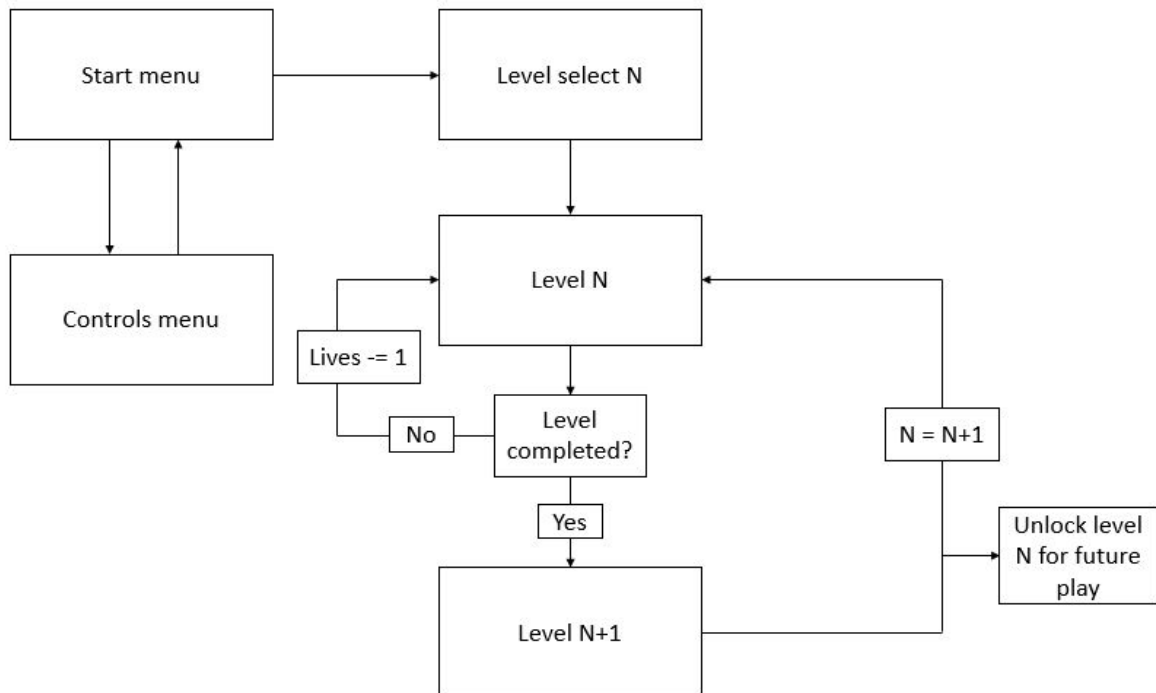 Start menu
Level select N
Controls menu
Level N
Lives -= 1
Level
completed?
No
N = N+1
Yes
Unlock level
N for future
play
Level N+1